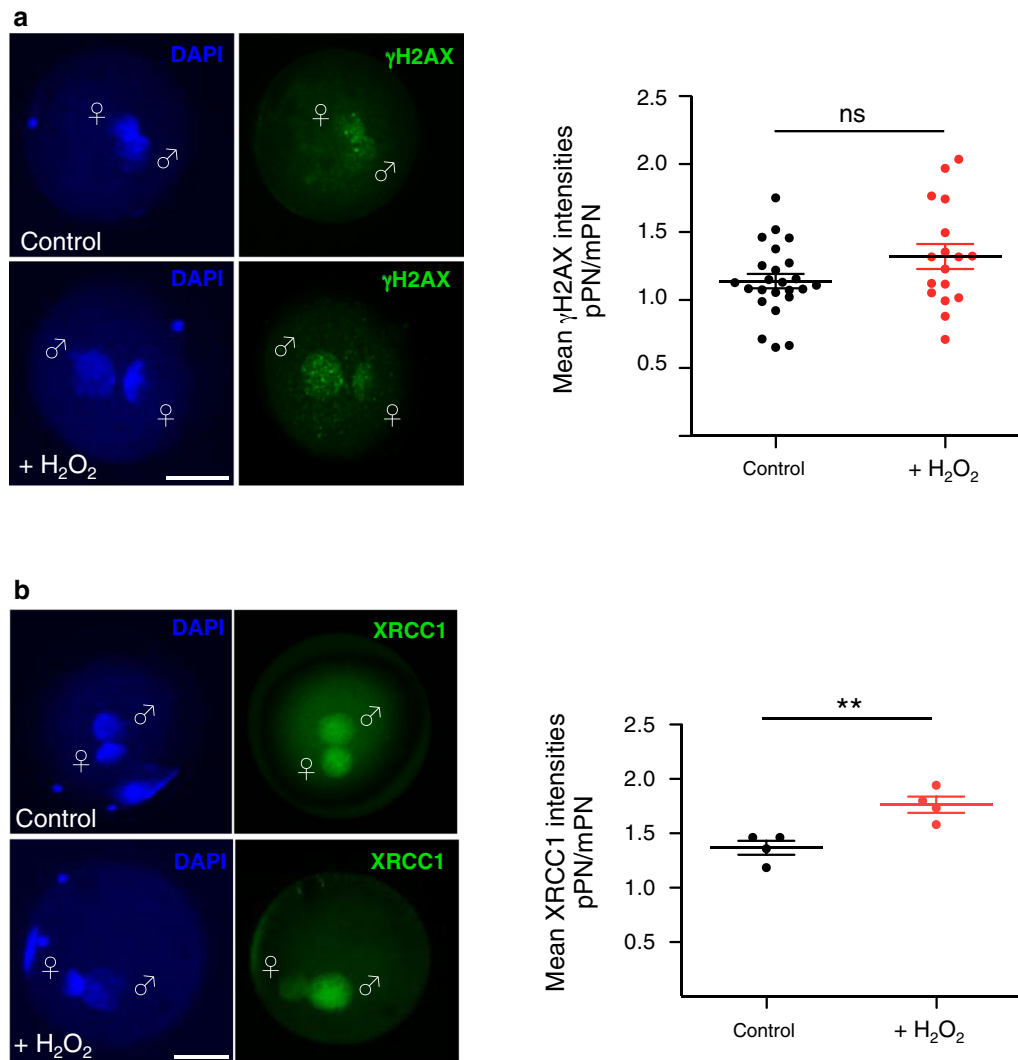 a
DAPI
γH2AX
♀
♂
♀
♂
Control
DAPI
γH2AX
♂
♀
♂
♀
+ H₂O₂
Mean γH2AX intensities
pPN/mPN
2.5
2.0
1.5
1.0
0.5
ns
Control
+ H₂O₂
b
DAPI
XRCC1
♂
♀
♂
♀
Control
DAPI
XRCC1
♀
♂
♀
♂
+ H₂O₂
Mean XRCC1 intensities
pPN/mPN
2.5
2.0
1.5
1.0
0.5
**
Control
+ H₂O₂